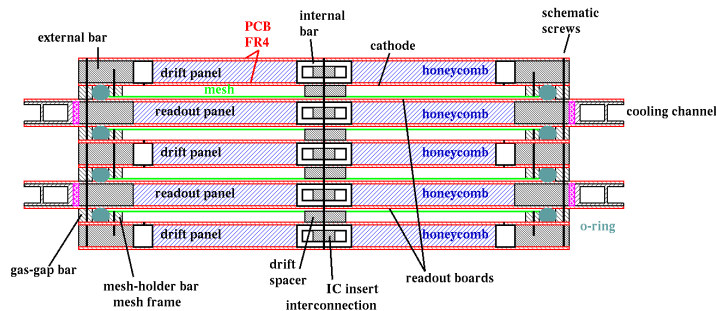 schematic
screws
internal
bar
PCB
FR4
external bar
cathode
drift panel
honeycomb
mesh
readout panel
honeycomb
cooling channel
drift panel
honeycomb
readout panel
honeycomb
drift panel
honeycomb
o-ring
gas-gap bar
drift
spacer
readout boards
mesh-holder bar
mesh frame
IC insert
interconnection